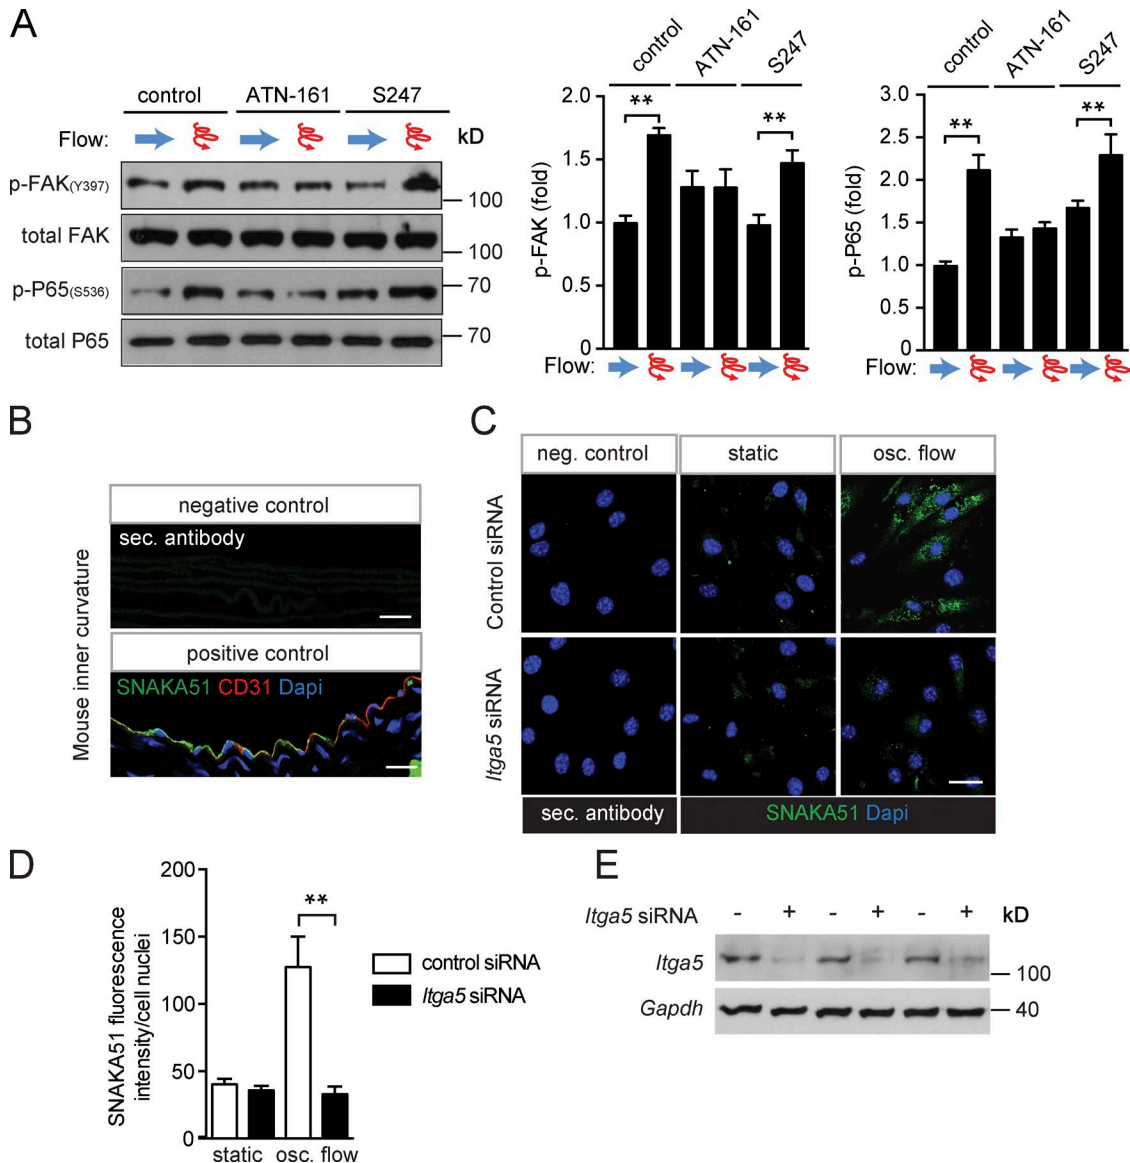 A
control ATN-161 S247
Flow: kD
p-FAK(Y397)
100
total FAK
100
p-P65(S536)
70
total P65
70
control ATN-161 S247
2.0
1.5
1.0
0.5
0
p-FAK (fold)
** **
Flow:
control ATN-161 S247
3.0
2.5
2.0
1.5
1.0
0.5
0
p-P65 (fold)
** **
Flow:
B
Mouse inner curvature
negative control
sec. antibody
positive control
SNAKA51 CD31 Dapi
C
neg. control static osc. flow
Control siRNA
Itga5 siRNA
sec. antibody SNAKA51 Dapi
D
SNAKA51 fluorescence
intensity/cell nuclei
200
150
100
50
0
**
static osc. flow
control siRNA
Itga5 siRNA
E
Itga5 siRNA - + - + - + kD
Itga5
100
Gapdh
40